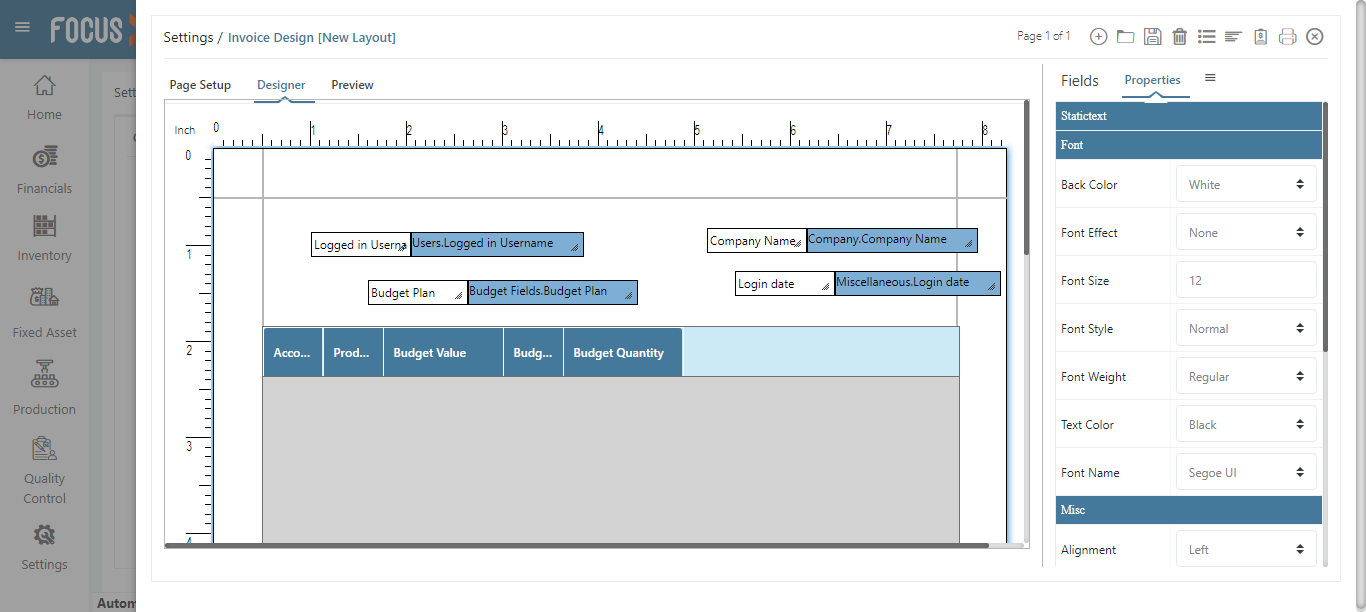 FOCUS
Settings / Invoice Design [New Layout]
Page 1 of 1
Home
Financials
Inventory
Fixed Asset
Production
Quality
Control
Settings
Sett
Autom
Page Setup Designer Preview
Inch 0 1 2 3 4 5 6 7 8
0
1
2
3
4
Logged in Userna Users.Logged in Username Company Name Company.Company Name
Budget Plan Budget Fields.Budget Plan Login date Miscellaneous.Login date
Acco... Prod... Budget Value Budg... Budget Quantity
Fields Properties
Statictext
Font
Back Color White
Font Effect None
Font Size 12
Font Style Normal
Font Weight Regular
Text Color Black
Font Name Segoe UI
Misc
Alignment Left